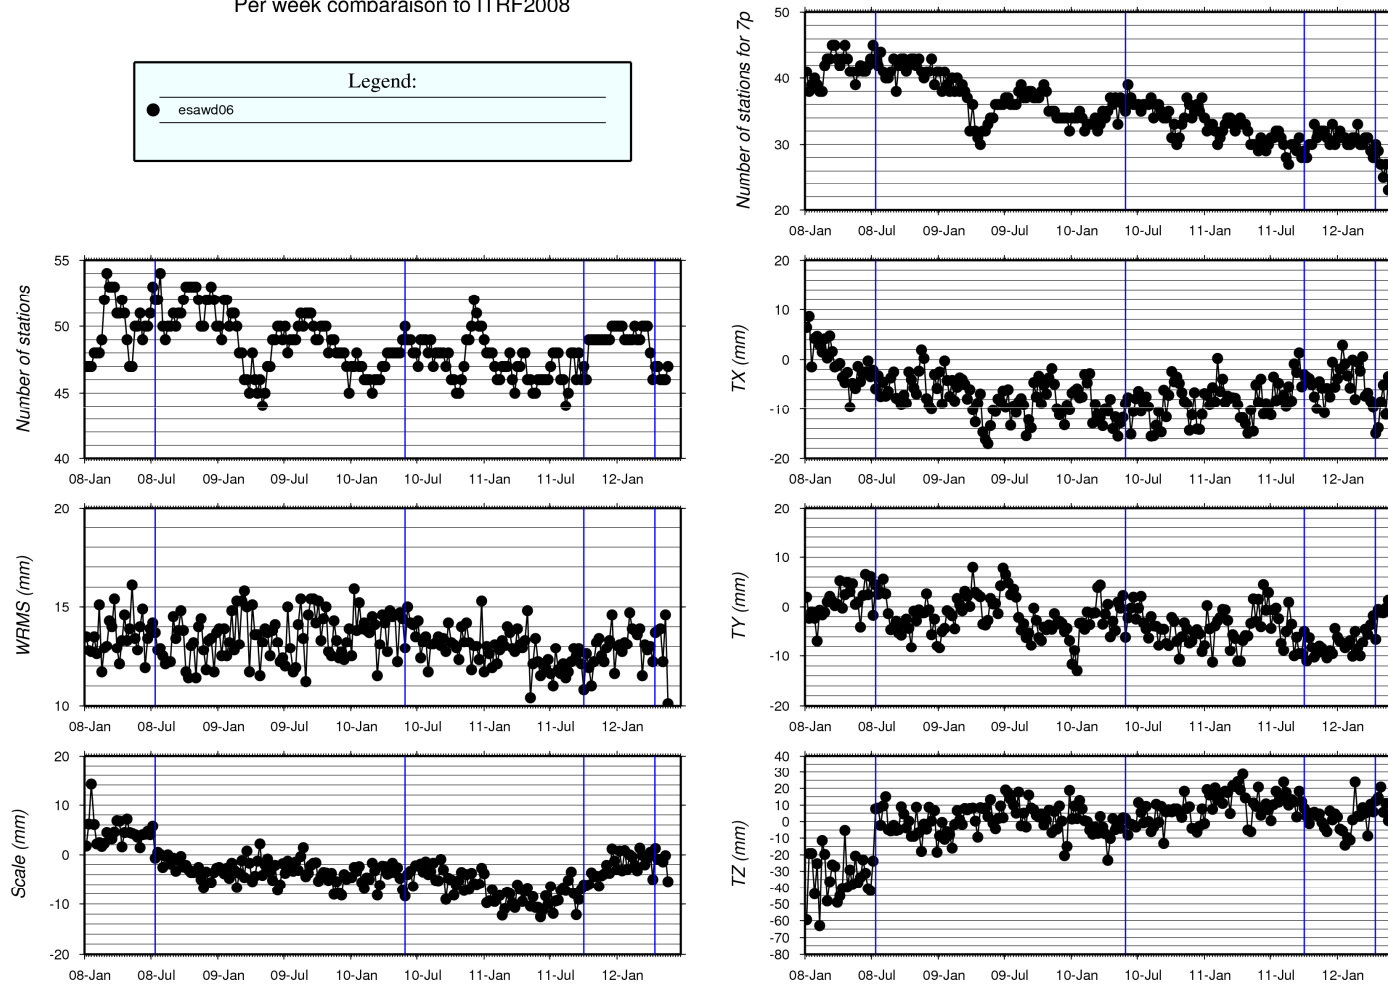 Per week comparaison to ITRF2008
Legend:
esawd06
Number of stations for 7p
50
40
30
20
08-Jan 08-Jul 09-Jan 09-Jul 10-Jan 10-Jul 11-Jan 11-Jul 12-Jan
Number of stations
55
50
45
40
08-Jan 08-Jul 09-Jan 09-Jul 10-Jan 10-Jul 11-Jan 11-Jul 12-Jan
TX (mm)
20
10
0
-10
-20
08-Jan 08-Jul 09-Jan 09-Jul 10-Jan 10-Jul 11-Jan 11-Jul 12-Jan
WRMS (mm)
20
15
10
08-Jan 08-Jul 09-Jan 09-Jul 10-Jan 10-Jul 11-Jan 11-Jul 12-Jan
TY (mm)
20
10
0
-10
-20
08-Jan 08-Jul 09-Jan 09-Jul 10-Jan 10-Jul 11-Jan 11-Jul 12-Jan
Scale (mm)
20
10
0
-10
-20
08-Jan 08-Jul 09-Jan 09-Jul 10-Jan 10-Jul 11-Jan 11-Jul 12-Jan
TZ (mm)
40
30
20
10
0
-10
-20
-30
-40
-50
-60
-70
-80
08-Jan 08-Jul 09-Jan 09-Jul 10-Jan 10-Jul 11-Jan 11-Jul 12-Jan